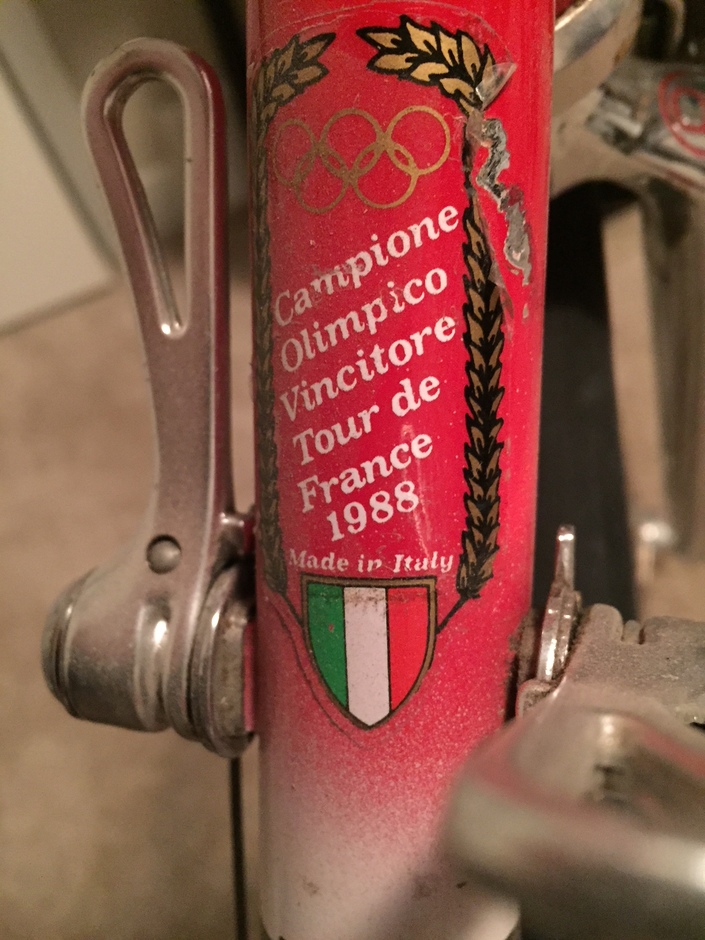 Campione
Olimpico
Vincitore
Tour de
France
1988
Made in Italy